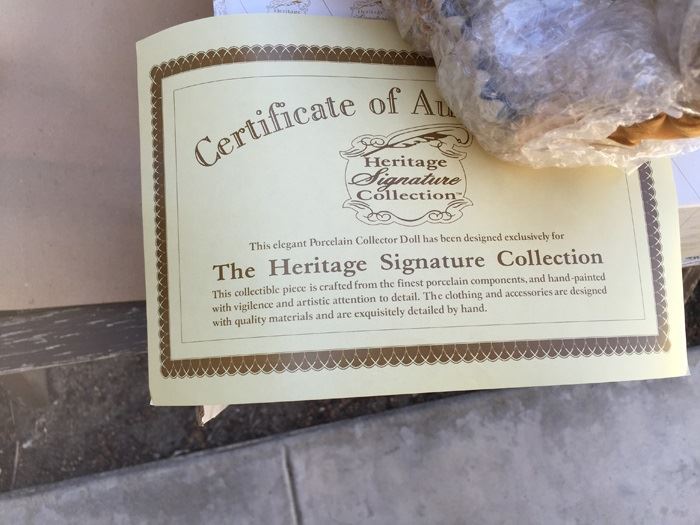 Certificate of Au
Heritage
Signature
Collection™
This elegant Porcelain Collector Doll has been designed exclusively for
The Heritage Signature Collection
This collectible piece is crafted from the finest porcelain components, and hand-painted
with vigilence and artistic attention to detail. The clothing and accessories are designed
with quality materials and are exquisitely detailed by hand.